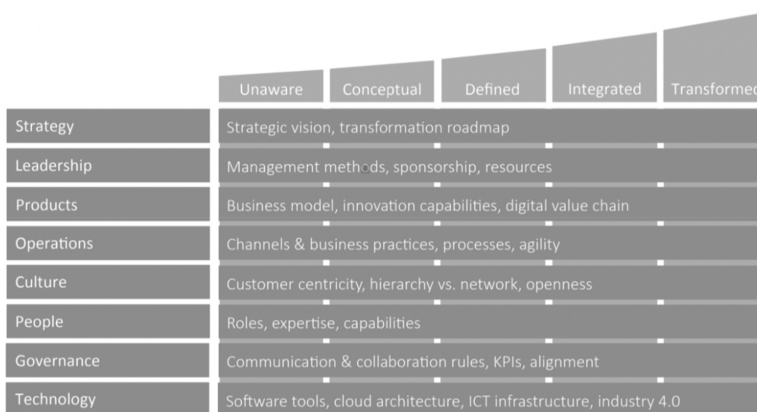 Unaware Conceptual Defined Integrated Transformed
Strategy Strategic vision, transformation roadmap
Leadership Management methods, sponsorship, resources
Products Business model, innovation capabilities, digital value chain
Operations Channels & business practices, processes, agility
Culture Customer centricity, hierarchy vs. network, openness
People Roles, expertise, capabilities
Governance Communication & collaboration rules, KPIs, alignment
Technology Software tools, cloud architecture, ICT infrastructure, industry 4.0